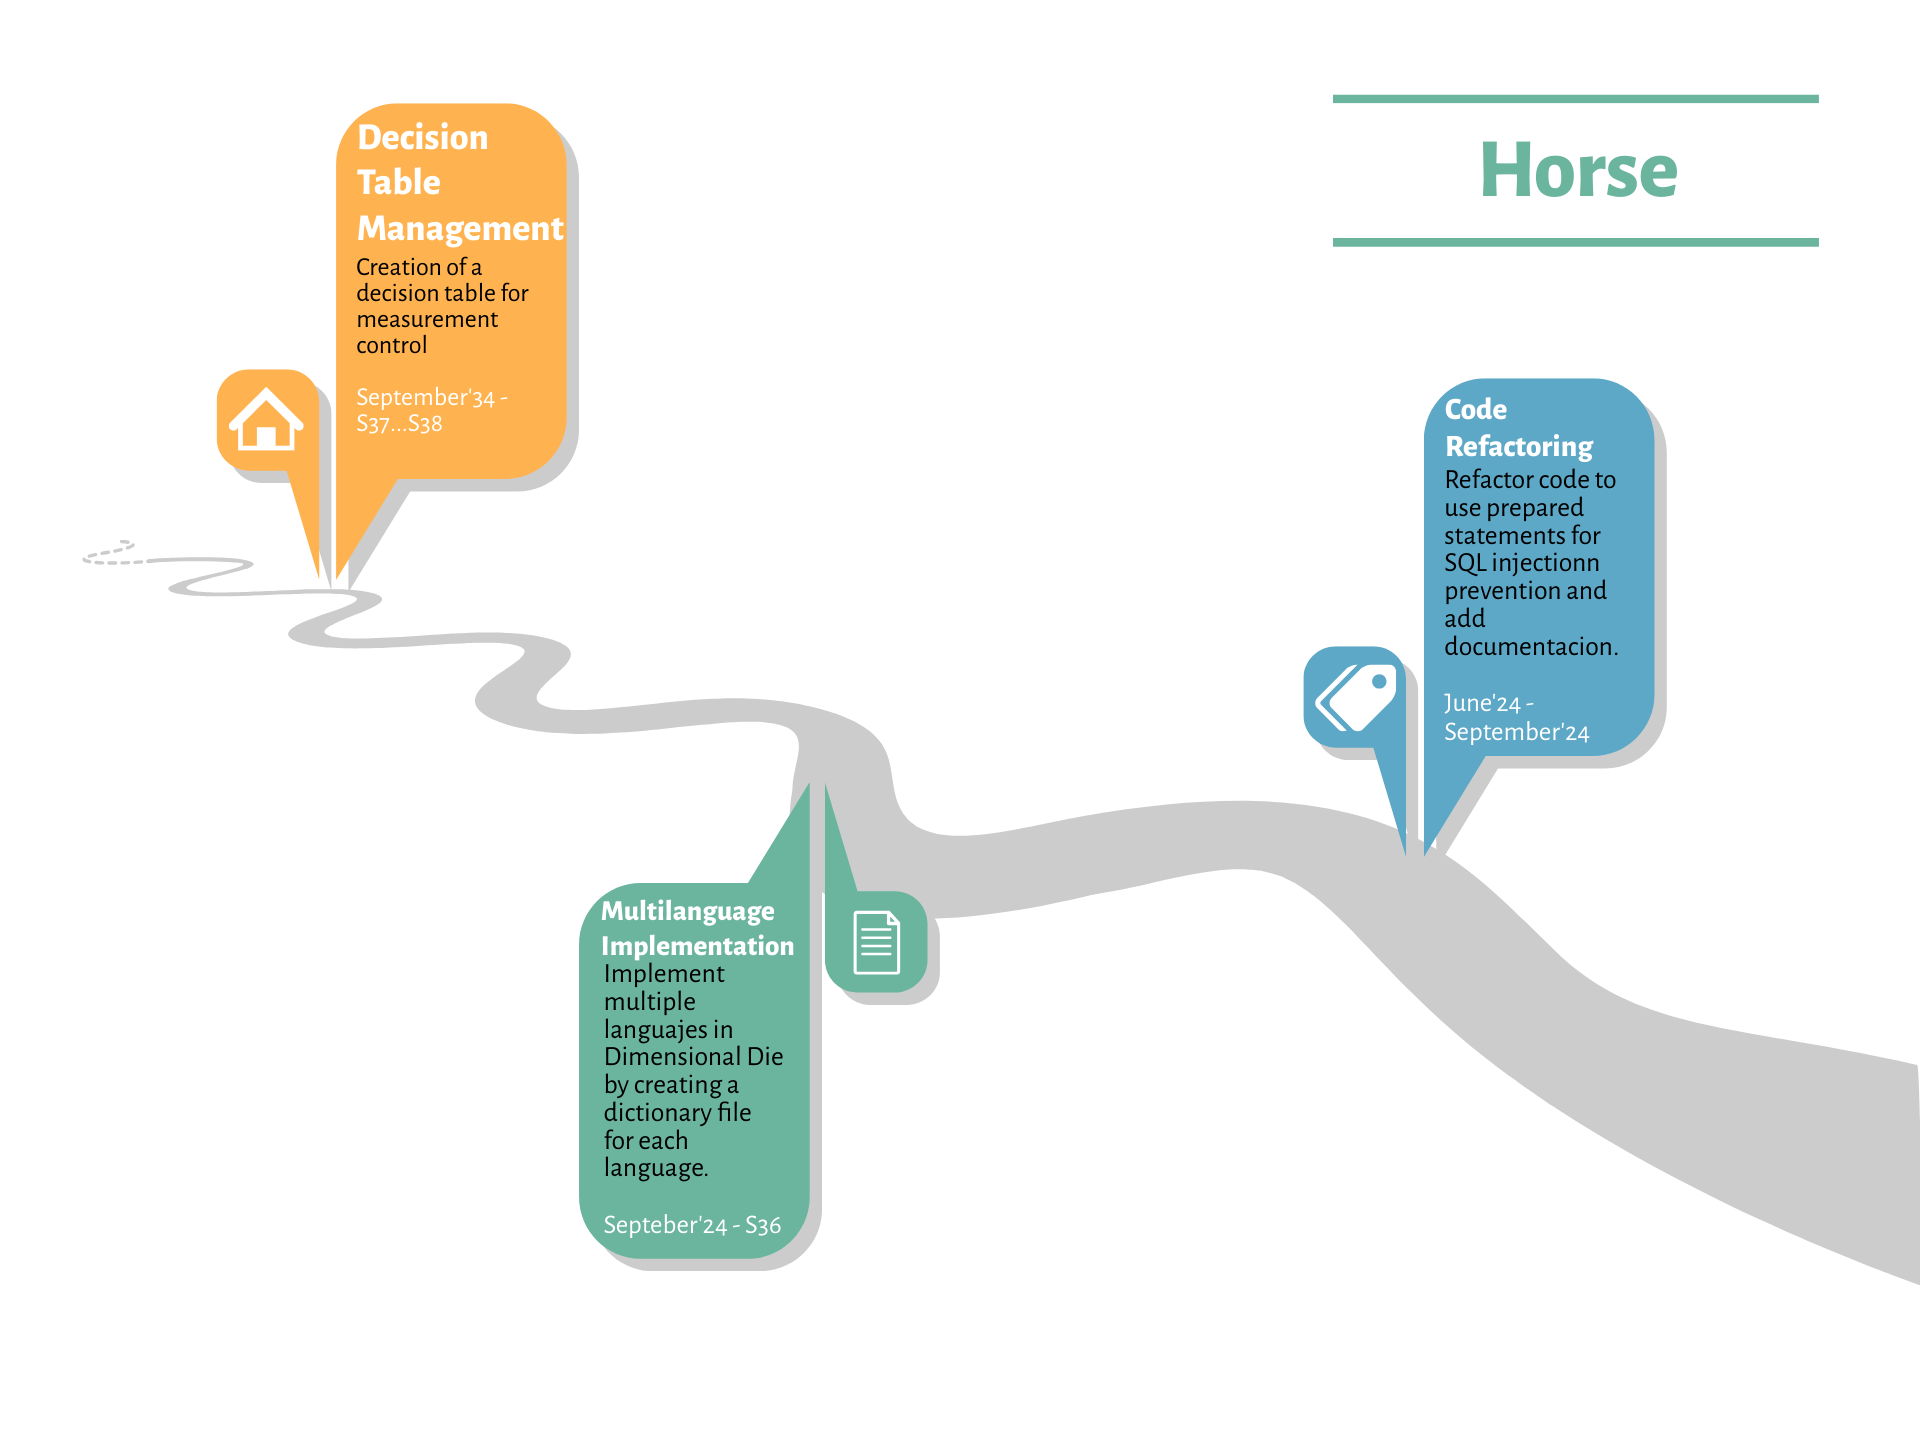 Horse
Decision
Table
Management
Creation of a
decision table for
measurement
control
September'34 -
S37...S38
Code
Refactoring
Refactor code to
use prepared
statements for
SQL injectionn
prevention and
add
documentacion.
June'24 -
September'24
Multilanguage
Implementation
Implement
multiple
languajes in
Dimensional Die
by creating a
dictionary file
for each
language.
Septeber'24 - S36